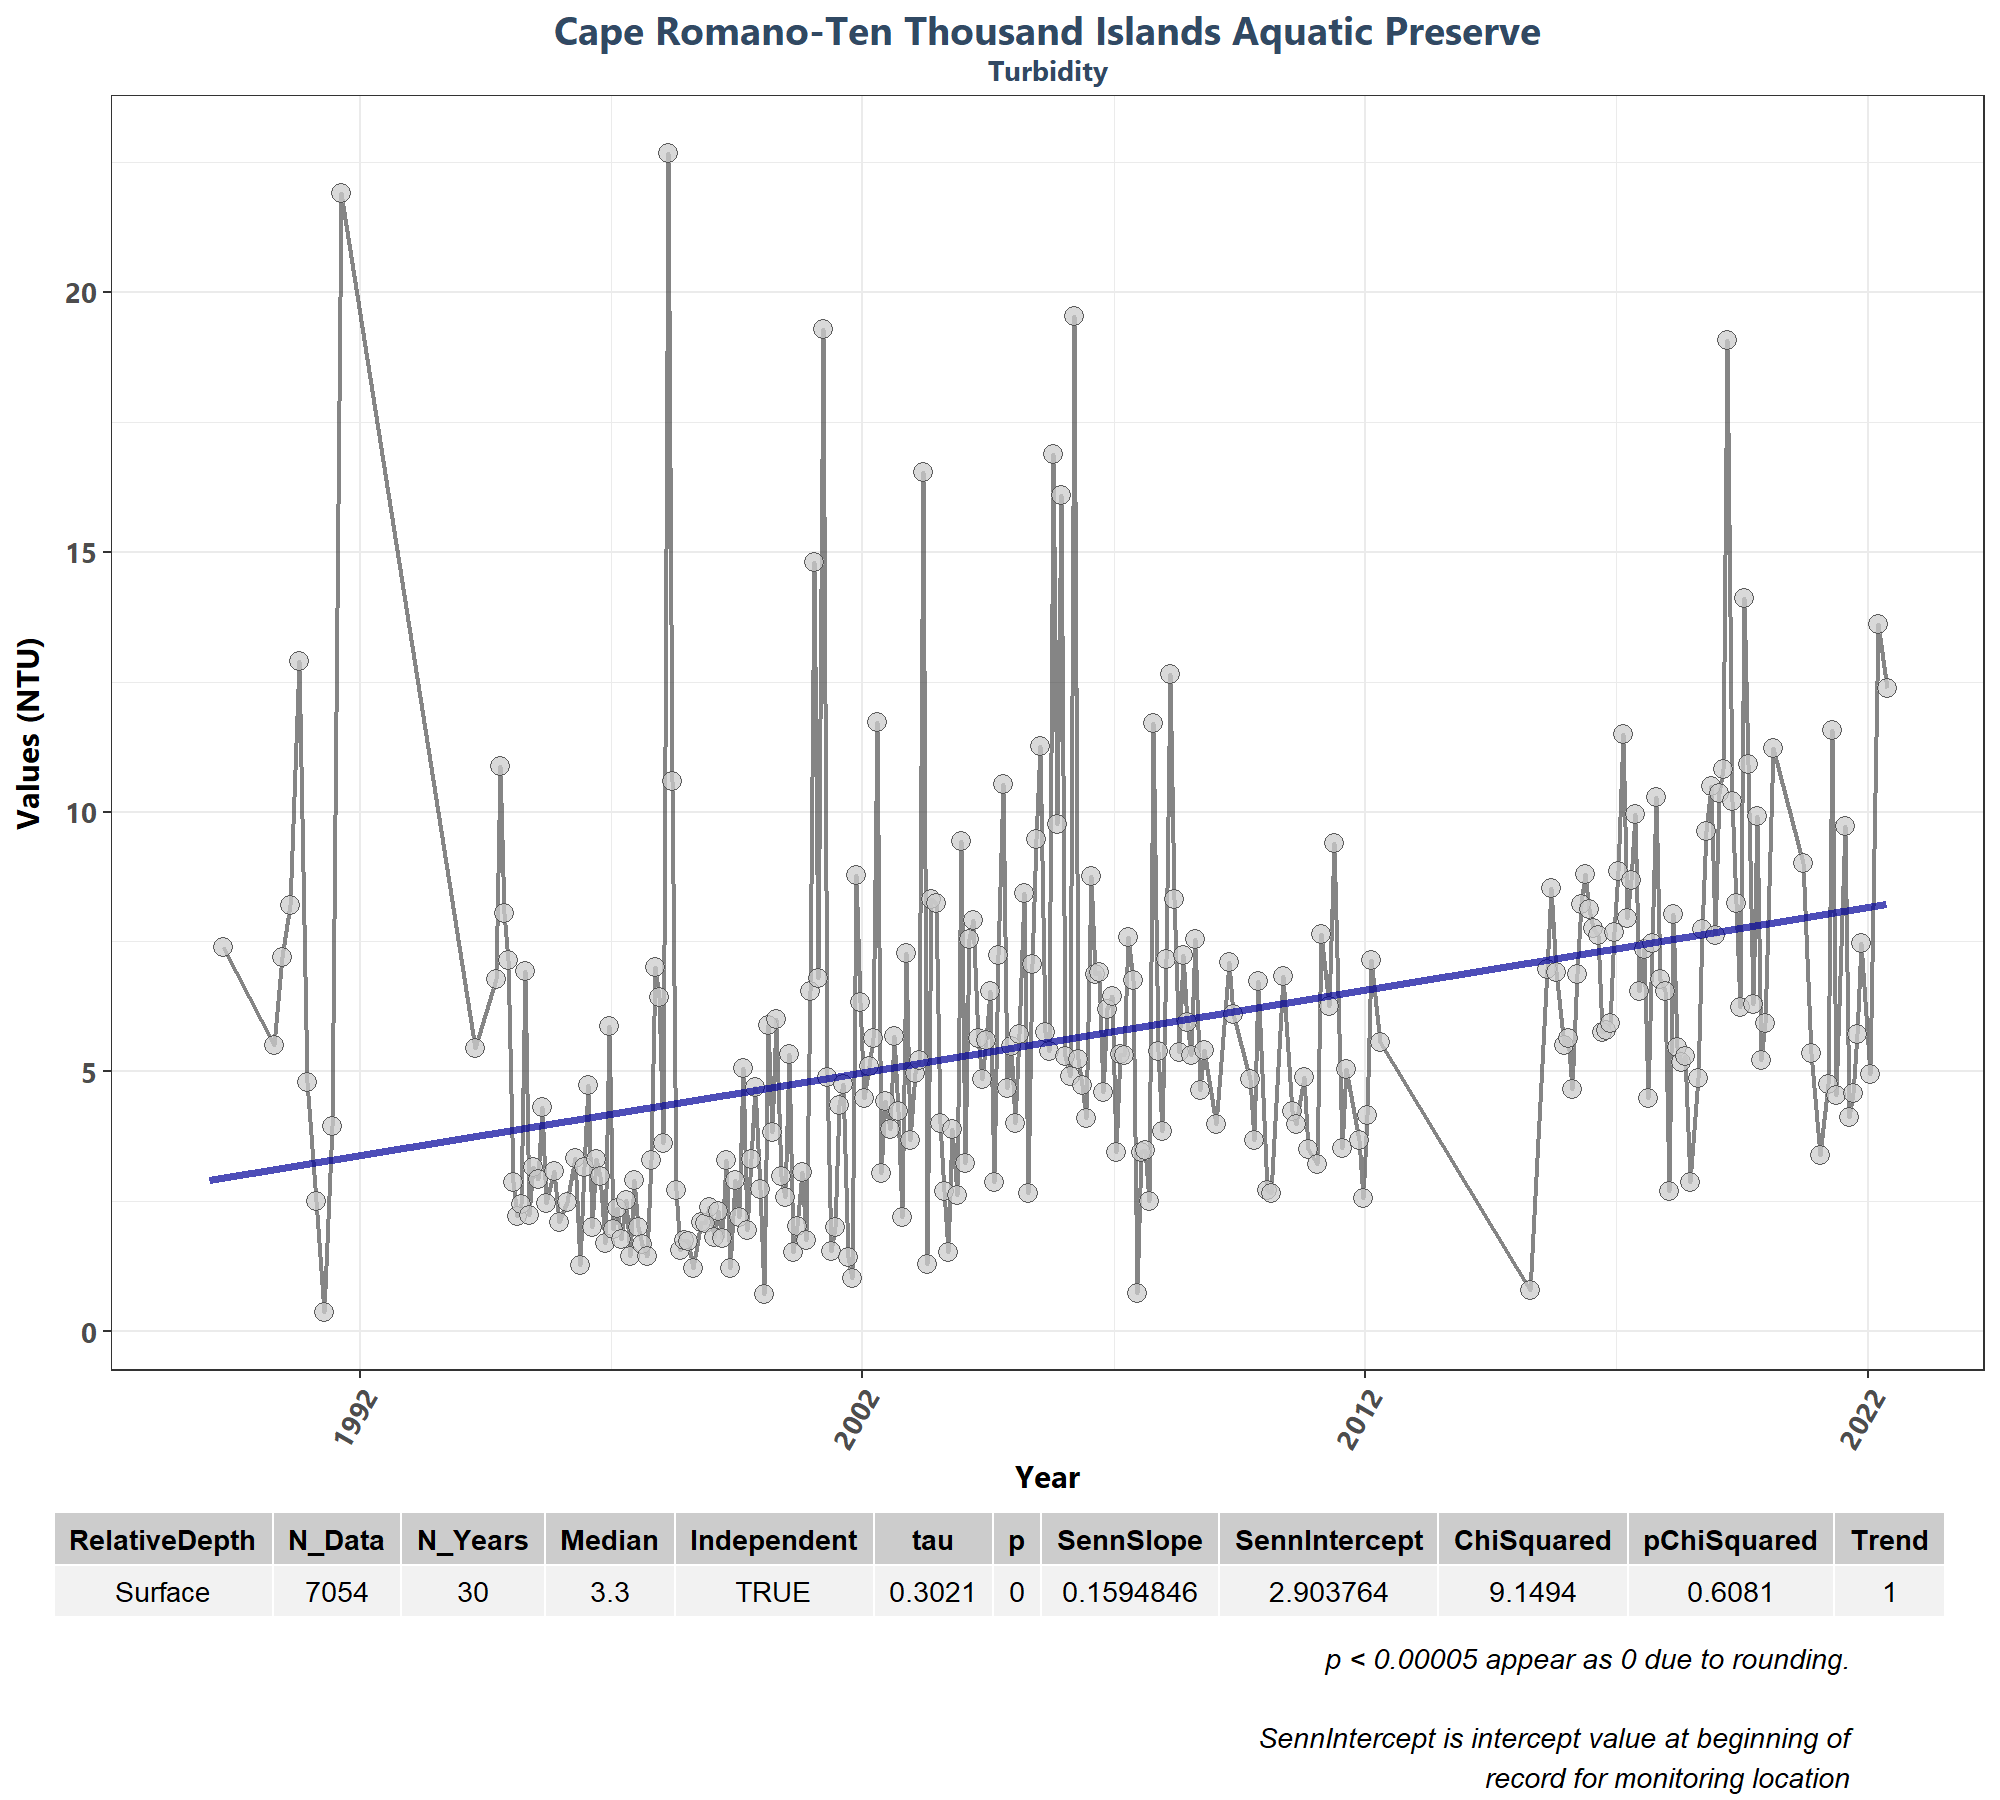 Cape Romano-Ten Thousand Islands Aquatic Preserve
Turbidity
Values (NTU)
20
15
10
5
0
1992
2002
2012
2022
Year
RelativeDepth N_Data N_Years Median Independent tau p SennSlope SennIntercept ChiSquared pChiSquared Trend
Surface 7054 30 3.3 TRUE 0.3021 0 0.1594846 2.903764 9.1494 0.6081 1
p < 0.00005 appear as 0 due to rounding.
SennIntercept is intercept value at beginning of
record for monitoring location